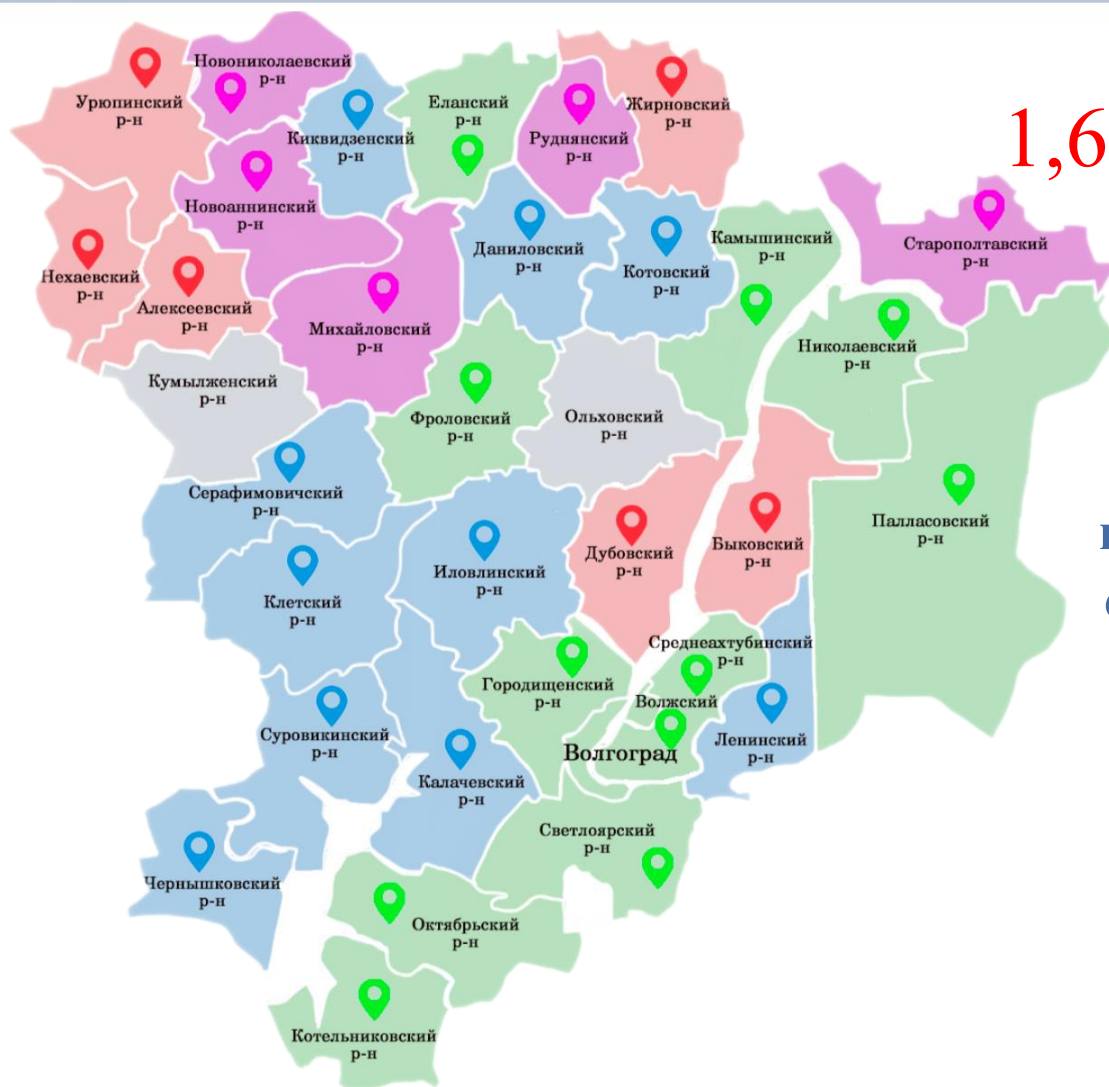 Новониколаевский
р-н
Урюпинский
р-н
Киквидзенский
р-н
Еланский
р-н
Руднянский
р-н
Жирновский
р-н
1,6
Новоаннинский
р-н
Нехаевский
р-н
Алексеевский
р-н
Михайловский
р-н
Даниловский
р-н
Котовский
р-н
Камышинский
р-н
Старополтавский
р-н
Николаевский
р-н
Кумылженский
р-н
Фроловский
р-н
Ольховский
р-н
Серафимовичский
р-н
Палласовский
р-н
Клетский
р-н
Иловлинский
р-н
Дубовский
р-н
Быковский
р-н
Среднеахтубинский
р-н
Городищенский
р-н
Волжский
Волгоград
Ленинский
р-н
Суровикинский
р-н
Калачевский
р-н
Светлоярский
р-н
Чернышковский
р-н
Октябрьский
р-н
Котельниковский
р-н